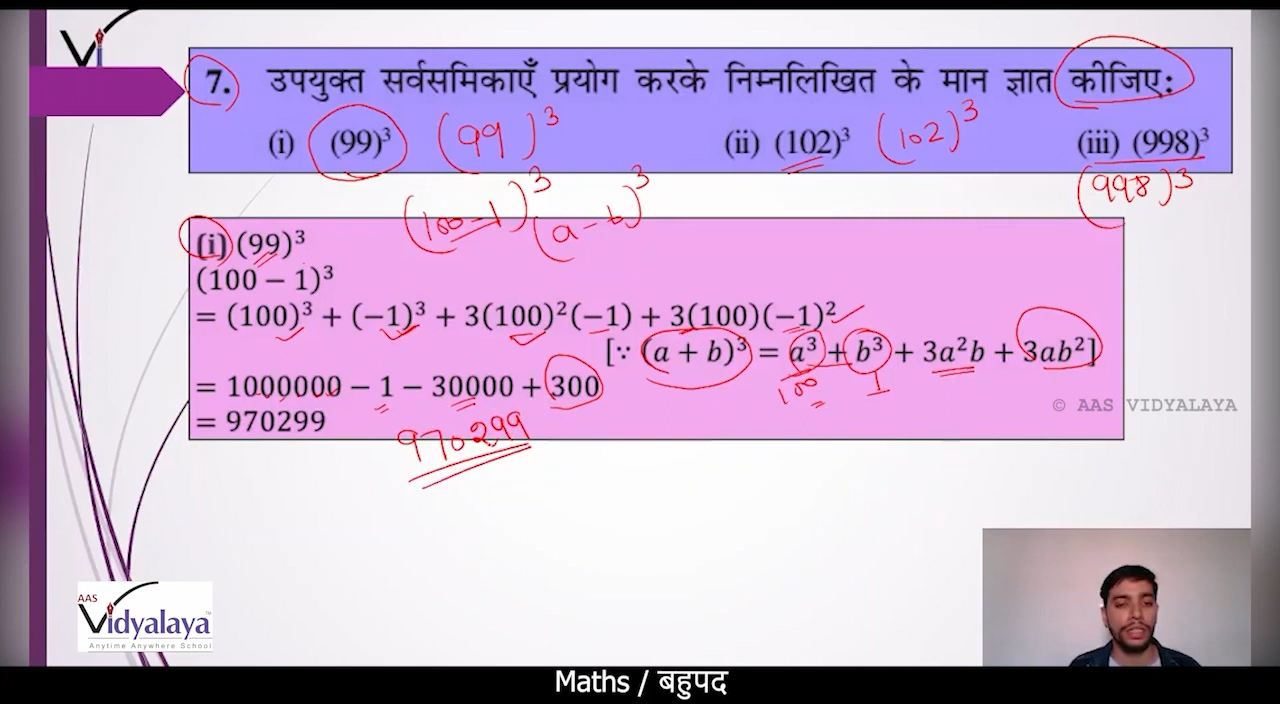 7. उपयुक्त सर्वसमिकाएँ प्रयोग करके निम्नलिखित के मान ज्ञात कीजिए:
(i) (99)³ (99)³ (ii) (102)³ (102)³ (iii) (998)³
(998)³
(100-1)³ (a-b)³
(i) (99)³
(100 − 1)³
= (100)³ + (−1)³ + 3(100)²(−1) + 3(100)(−1)²
[∵ (a + b)³ = a³ + b³ + 3a²b + 3ab²]
100 1
= 1000000 − 1 − 30000 + 300
© AAS VIDYALAYA
= 970299
970299
AAS
Vidyalaya™
Anytime Anywhere School
Maths / बहुपद